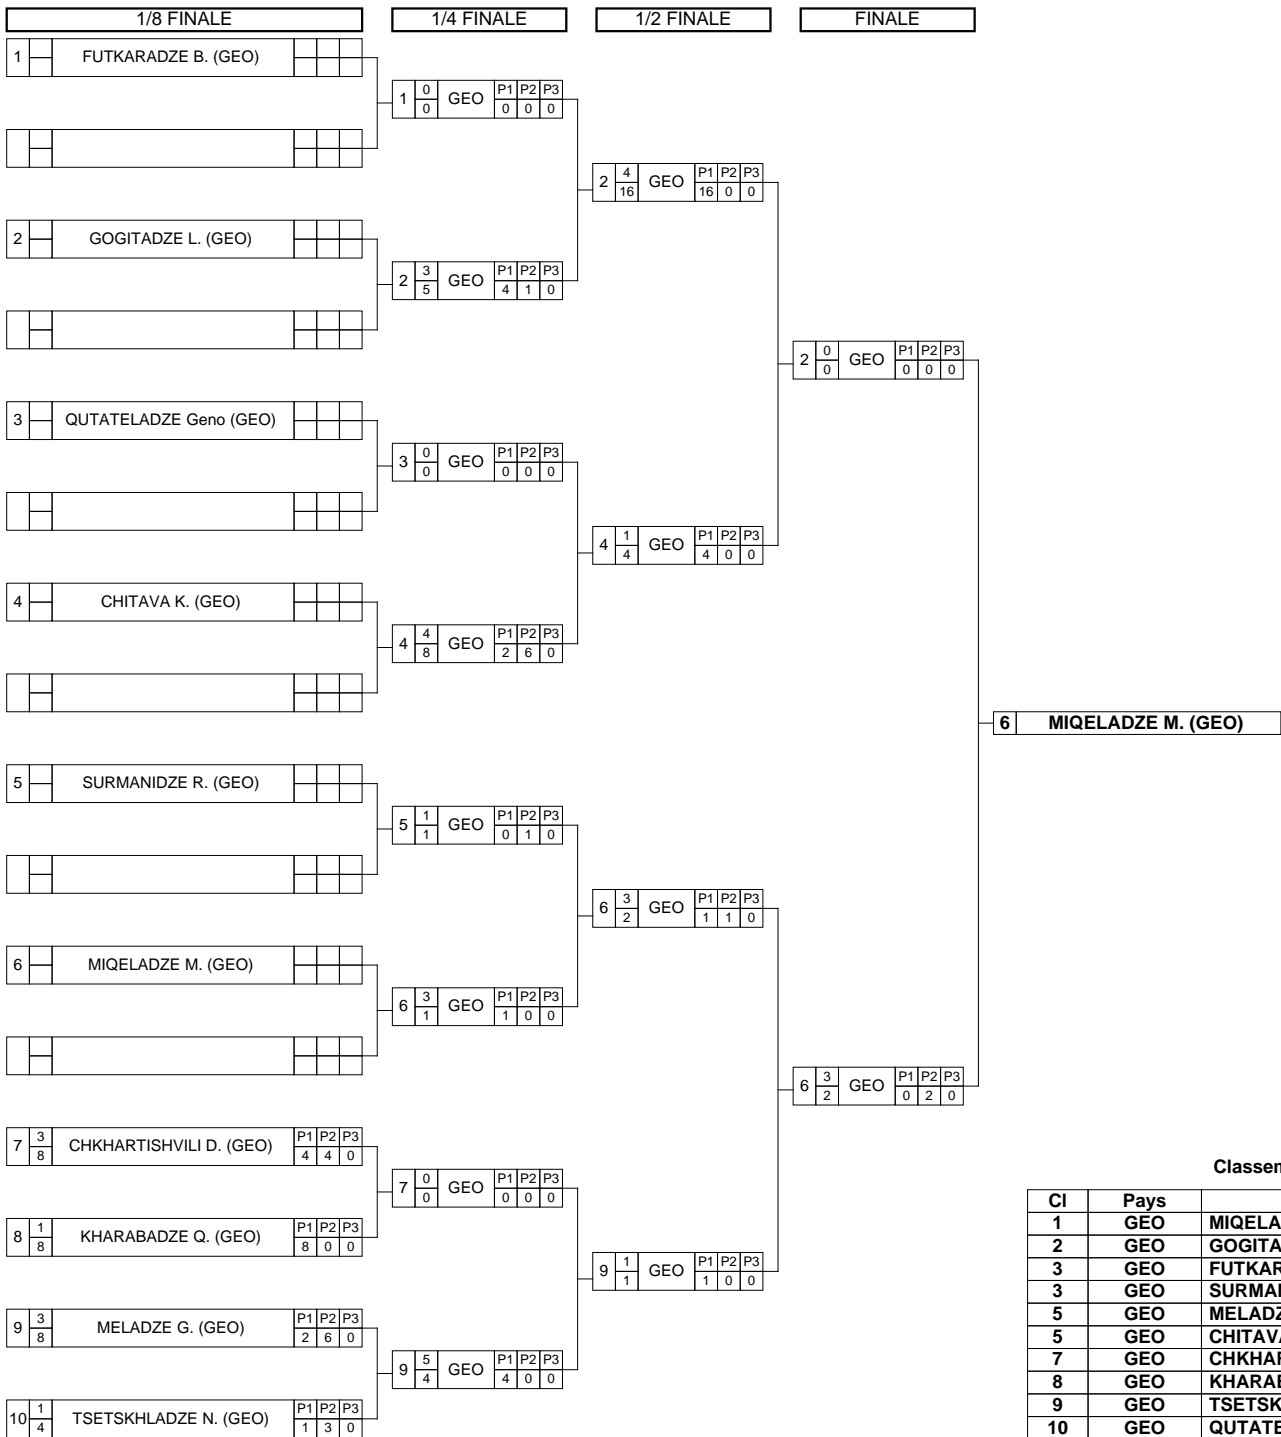 1/8 FINALE 1/4 FINALE 1/2 FINALE FINALE
1 FUTKARADZE B. (GEO)
1 0 0 GEO P1 P2 P3 0 0 0
2 4 16 GEO P1 P2 P3 16 0 0
2 GOGITADZE L. (GEO)
2 3 5 GEO P1 P2 P3 4 1 0
2 0 0 GEO P1 P2 P3 0 0 0
3 QUTATELADZE Geno (GEO)
3 0 0 GEO P1 P2 P3 0 0 0
4 1 4 GEO P1 P2 P3 4 0 0
4 CHITAVA K. (GEO)
4 4 8 GEO P1 P2 P3 2 6 0
6 MIQELADZE M. (GEO)
5 SURMANIDZE R. (GEO)
5 1 1 GEO P1 P2 P3 0 1 0
6 3 2 GEO P1 P2 P3 1 1 0
6 MIQELADZE M. (GEO)
6 3 1 GEO P1 P2 P3 1 0 0
6 3 2 GEO P1 P2 P3 0 2 0
7 3 8 CHKHARTISHVILI D. (GEO) P1 P2 P3 4 4 0
7 0 0 GEO P1 P2 P3 0 0 0
8 1 8 KHARABADZE Q. (GEO) P1 P2 P3 8 0 0
9 1 1 GEO P1 P2 P3 1 0 0
9 3 8 MELADZE G. (GEO) P1 P2 P3 2 6 0
9 5 4 GEO P1 P2 P3 4 0 0
10 1 4 TSETSKHLADZE N. (GEO) P1 P2 P3 1 3 0
Classem
Cl Pays
1 GEO MIQELA
2 GEO GOGITA
3 GEO FUTKAR
3 GEO SURMAN
5 GEO MELADZ
5 GEO CHITAVA
7 GEO CHKHAR
8 GEO KHARAB
9 GEO TSETSK
10 GEO QUTATE